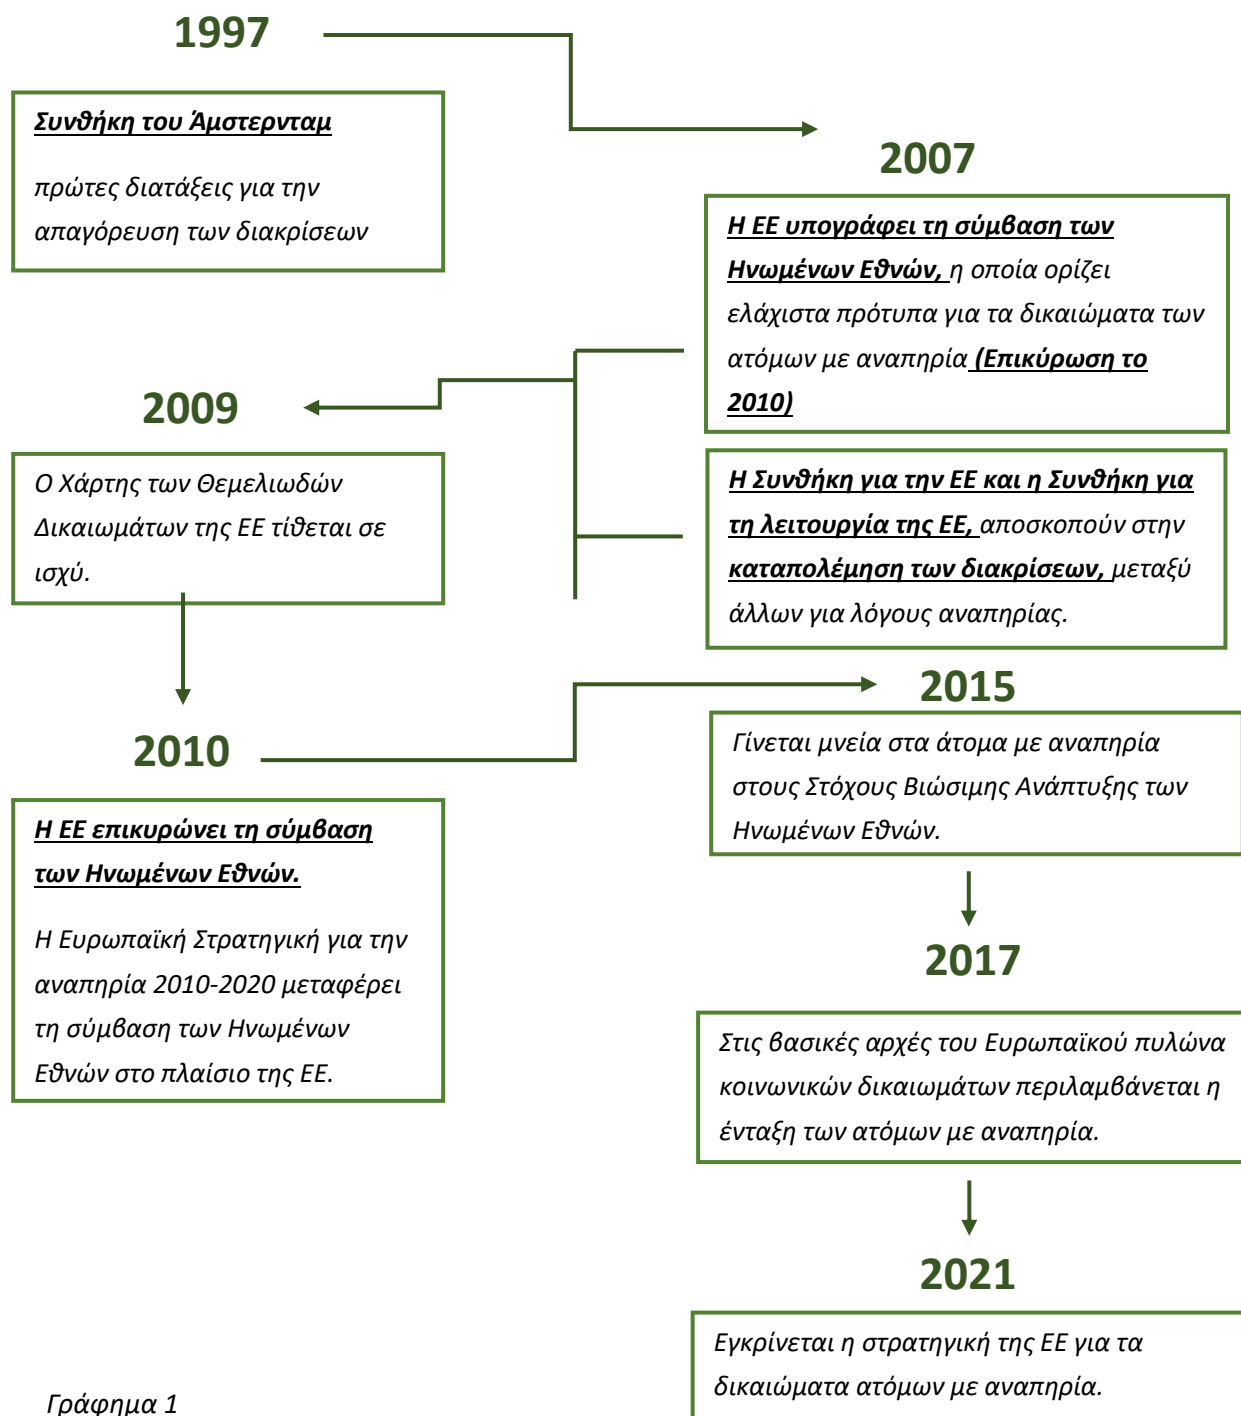 1997
Συνθήκη του Άμστερνταμ
πρώτες διατάξεις για την
απαγόρευση των διακρίσεων
2007
Η ΕΕ υπογράφει τη σύμβαση των
Ηνωμένων Εθνών, η οποία ορίζει
ελάχιστα πρότυπα για τα δικαιώματα των
ατόμων με αναπηρία (Επικύρωση το
2010)
Η Συνθήκη για την ΕΕ και η Συνθήκη για
τη λειτουργία της ΕΕ, αποσκοπούν στην
καταπολέμηση των διακρίσεων, μεταξύ
άλλων για λόγους αναπηρίας.
2009
Ο Χάρτης των Θεμελιωδών
Δικαιωμάτων της ΕΕ τίθεται σε
ισχύ.
2010
Η ΕΕ επικυρώνει τη σύμβαση
των Ηνωμένων Εθνών.
Η Ευρωπαϊκή Στρατηγική για την
αναπηρία 2010-2020 μεταφέρει
τη σύμβαση των Ηνωμένων
Εθνών στο πλαίσιο της ΕΕ.
2015
Γίνεται μνεία στα άτομα με αναπηρία
στους Στόχους Βιώσιμης Ανάπτυξης των
Ηνωμένων Εθνών.
2017
Στις βασικές αρχές του Ευρωπαϊκού πυλώνα
κοινωνικών δικαιωμάτων περιλαμβάνεται η
ένταξη των ατόμων με αναπηρία.
2021
Εγκρίνεται η στρατηγική της ΕΕ για τα
δικαιώματα ατόμων με αναπηρία.
Γράφημα 1